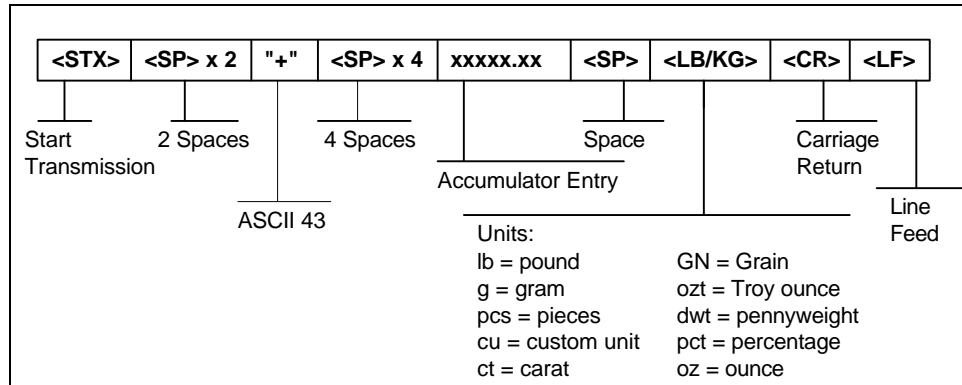 <STX> <SP> x 2 "+" <SP> x 4 xxxxx.xx <SP> <LB/KG> <CR> <LF>
Start
Transmission
2 Spaces
ASCII 43
4 Spaces
Accumulator Entry
Space
Carriage
Return
Line
Feed
Units:
lb = pound
g = gram
pcs = pieces
cu = custom unit
ct = carat
GN = Grain
ozt = Troy ounce
dwt = pennyweight
pct = percentage
oz = ounce